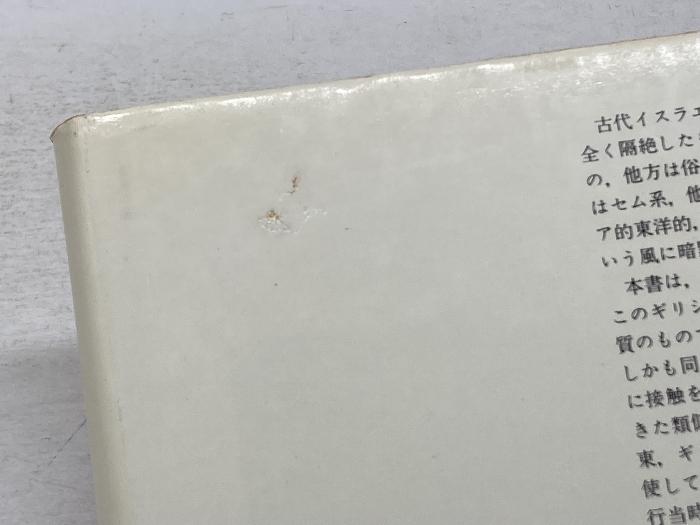 古代イスラエ
全く隔絶した
の，他方は俗
はセム系，他
ア的東洋的，
いう風に暗
本書は，
このギリシ
質のもの
しかも同
に接触を
きた類
東，ギ
使して
行当時